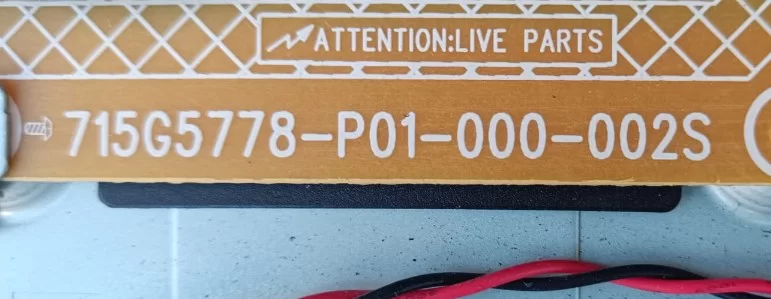 ATTENTION:LIVE PARTS
715G5778-P01-000-002S